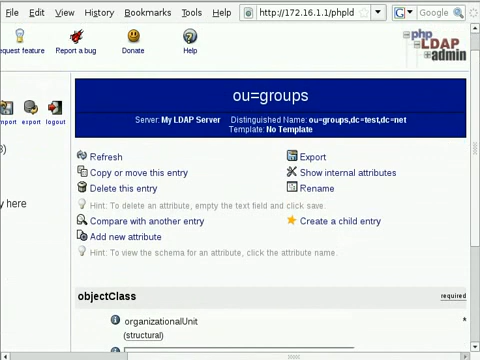 File Edit View History Bookmarks Tools Help http://172.16.1.1/phpld Google
equest feature Report a bug Donate Help
php
LDAP
admin
ou=groups
Server: My LDAP Server Distinguished Name: ou=groups,dc=test,dc=net
Template: No Template
mport export logout
3)
y here
Refresh Export
Copy or move this entry Show internal attributes
Delete this entry Rename
Hint: To delete an attribute, empty the text field and click save.
Compare with another entry Create a child entry
Add new attribute
Hint: To view the schema for an attribute, click the attribute name.
objectClass required
organizationalUnit *
(structural)